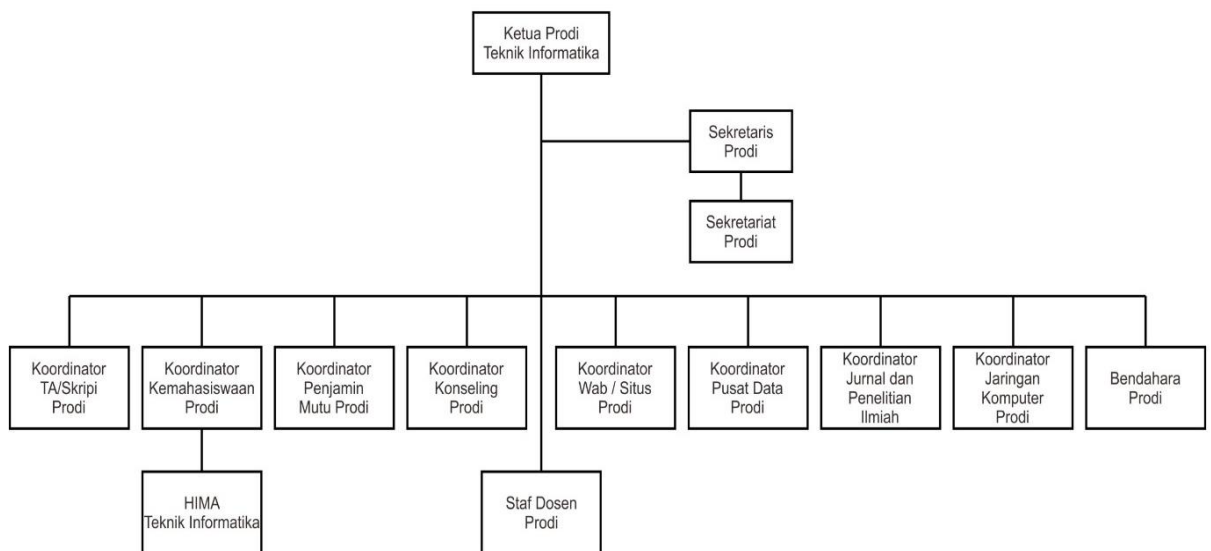 Ketua Prodi
Teknik Informatika
Sekretaris
Prodi
Sekretariat
Prodi
Koordinator
TA/Skripi
Prodi
Koordinator
Kemahasiswaan
Prodi
Koordinator
Penjamin
Mutu Prodi
Koordinator
Konseling
Prodi
Koordinator
Wab / Situs
Prodi
Koordinator
Pusat Data
Prodi
Koordinator
Jurnal dan
Penelitian
Ilmiah
Koordinator
Jaringan
Komputer
Prodi
Bendahara
Prodi
HIMA
Teknik Informatika
Staf Dosen
Prodi